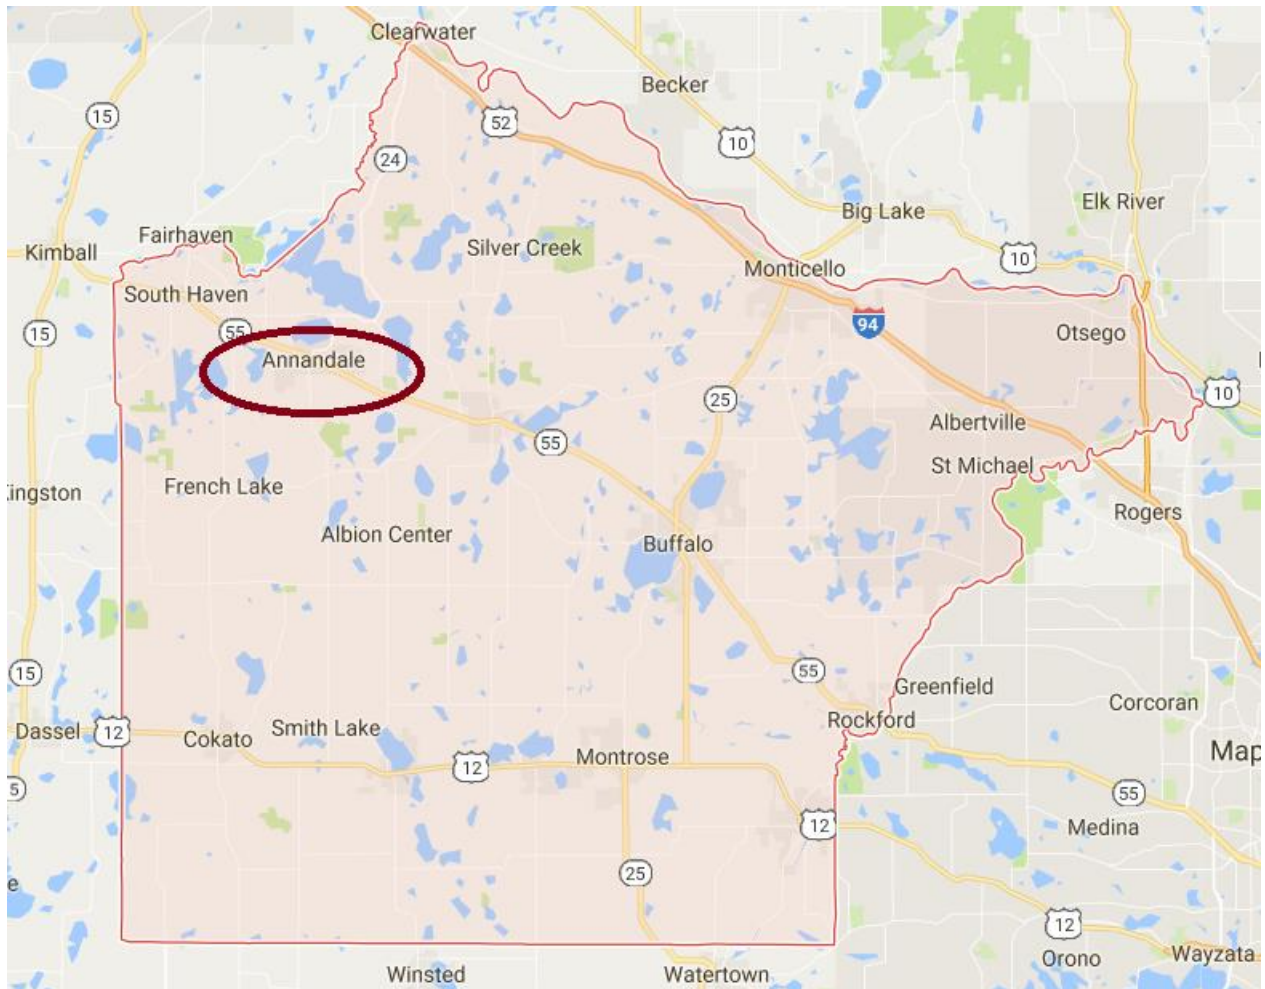 Clearwater
Becker
15
52
10
24
Big Lake
Elk River
Fairhaven
Silver Creek
Kimball
10
Monticello
South Haven
15
55
94
Otsego
Annandale
10
25
Albertville
55
St Michael
French Lake
Kingston
Rogers
Albion Center
Buffalo
15
55
Greenfield
Corcoran
Rockford
Dassel
12
Smith Lake
Cokato
Montrose
Map
12
5
55
12
Medina
25
e
12
Orono
Wayzata
Winsted
Watertown